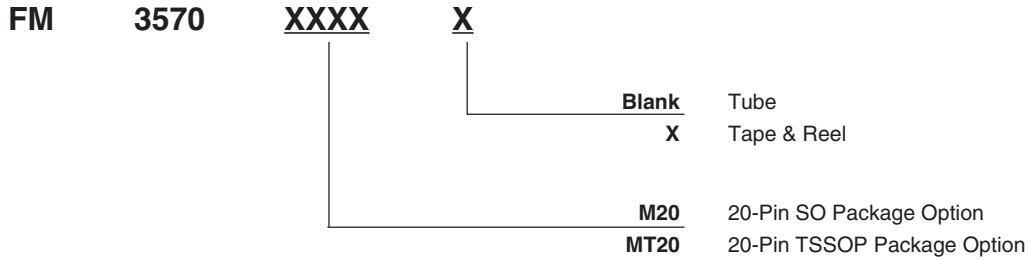 FM 3570 XXXX X
Blank Tube
X Tape & Reel
M20 20-Pin SO Package Option
MT20 20-Pin TSSOP Package Option